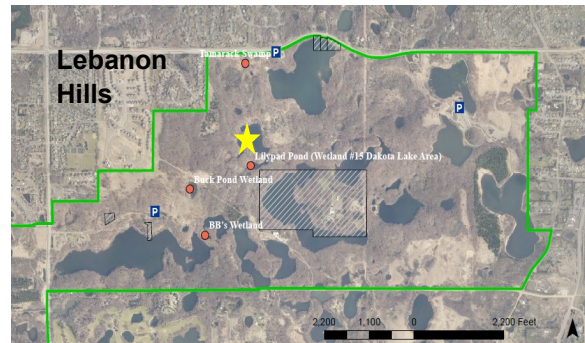 Lebanon
Hills
Tamarack Swamp
P
P
Lilypad Pond (Wetland #15 Dakota Lake Area)
Buck Pond Wetland
P
BB's Wetland
N
2,200 1,100 0 2,200 Feet